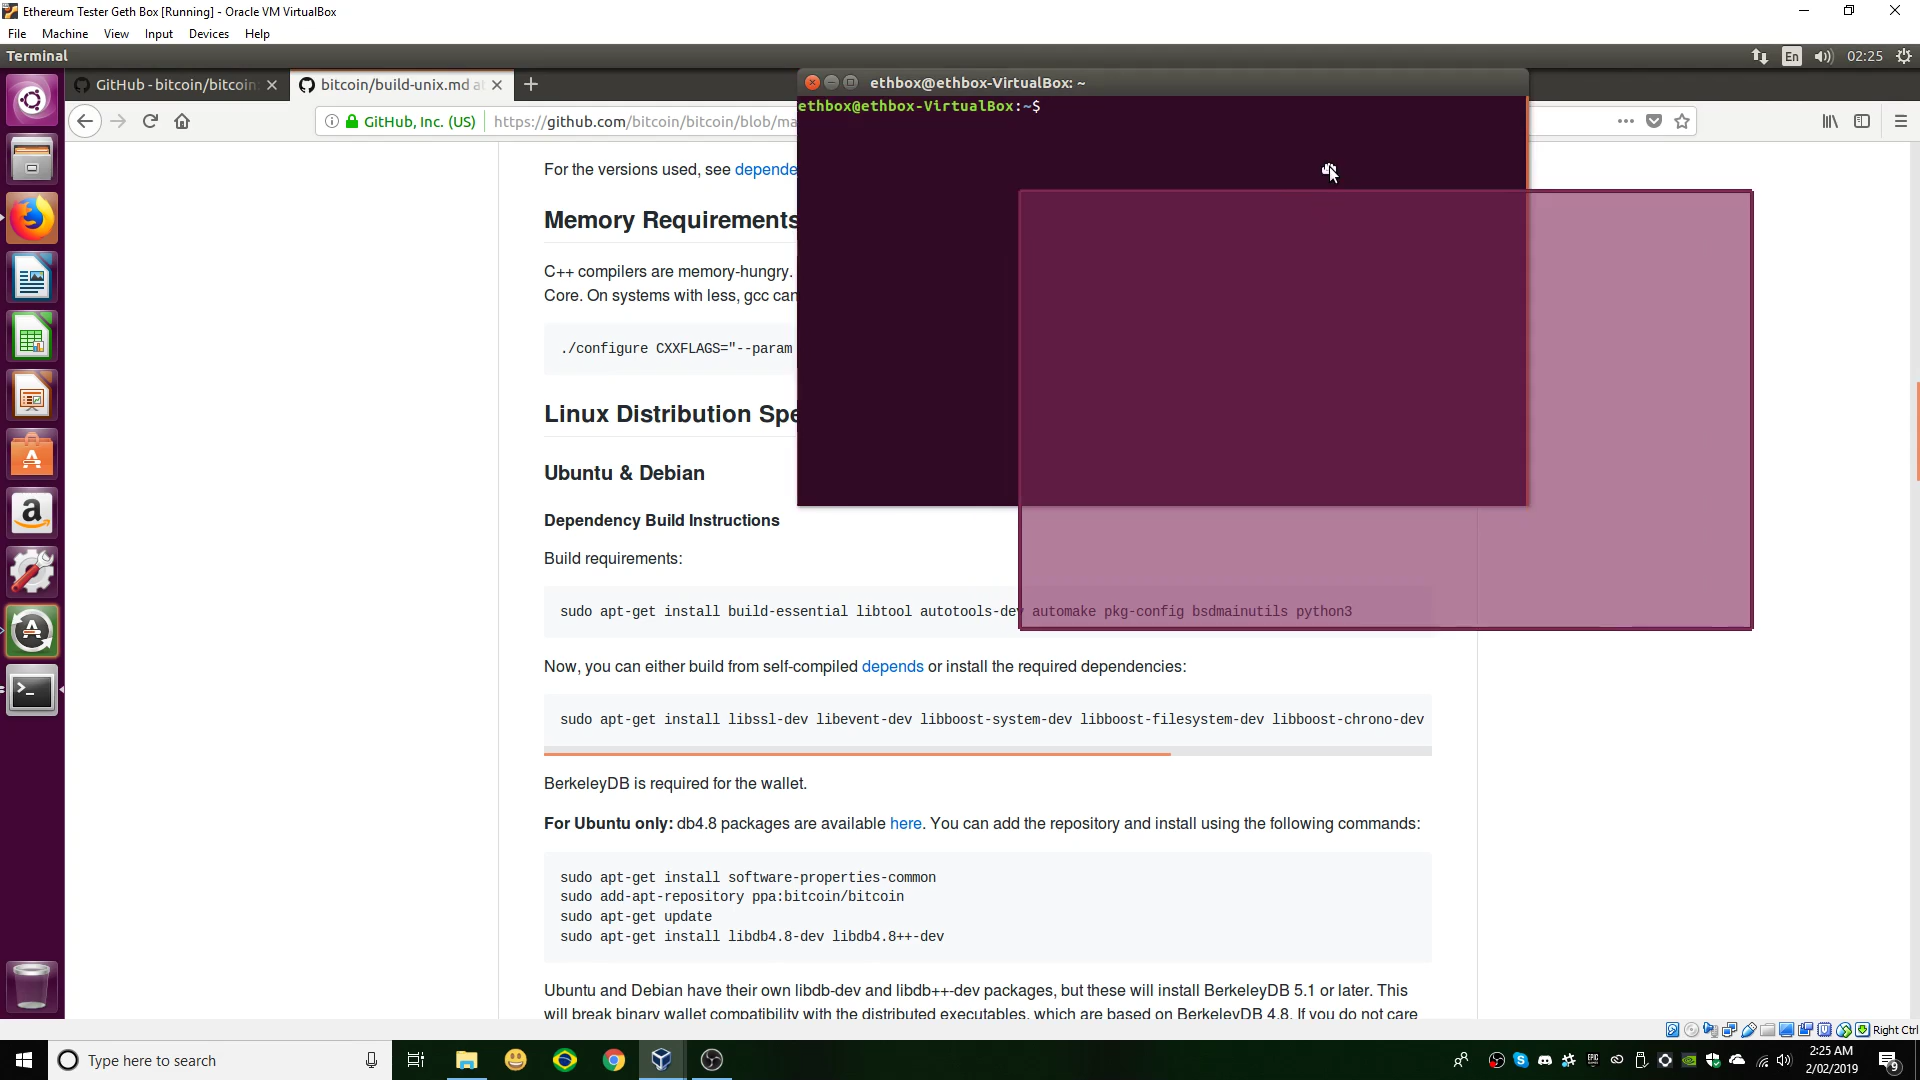 Ethereum Tester Geth Box [Running] - Oracle VM VirtualBox
File Machine View Input Devices Help
Terminal
En
02:25
GitHub - bitcoin/bitcoin:
bitcoin/build-unix.md at
ethbox@ethbox-VirtualBox: ~
GitHub, Inc. (US)
https://github.com/bitcoin/bitcoin/blob/ma
ethbox@ethbox-VirtualBox:~$
For the versions used, see depende
Memory Requirements
C++ compilers are memory-hungry.
Core. On systems with less, gcc can
./configure CXXFLAGS="--param
Linux Distribution Spe
Ubuntu & Debian
Dependency Build Instructions
Build requirements:
sudo apt-get install build-essential libtool autotools-dev automake pkg-config bsdmainutils python3
Now, you can either build from self-compiled depends or install the required dependencies:
sudo apt-get install libssl-dev libevent-dev libboost-system-dev libboost-filesystem-dev libboost-chrono-dev
BerkeleyDB is required for the wallet.
For Ubuntu only: db4.8 packages are available here. You can add the repository and install using the following commands:
sudo apt-get install software-properties-common
sudo add-apt-repository ppa:bitcoin/bitcoin
sudo apt-get update
sudo apt-get install libdb4.8-dev libdb4.8++-dev
Ubuntu and Debian have their own libdb-dev and libdb++-dev packages, but these will install BerkeleyDB 5.1 or later. This
will break binary wallet compatibility with the distributed executables, which are based on BerkeleyDB 4.8. If you do not care
Right Ctrl
Type here to search
2:25 AM
2/02/2019
9